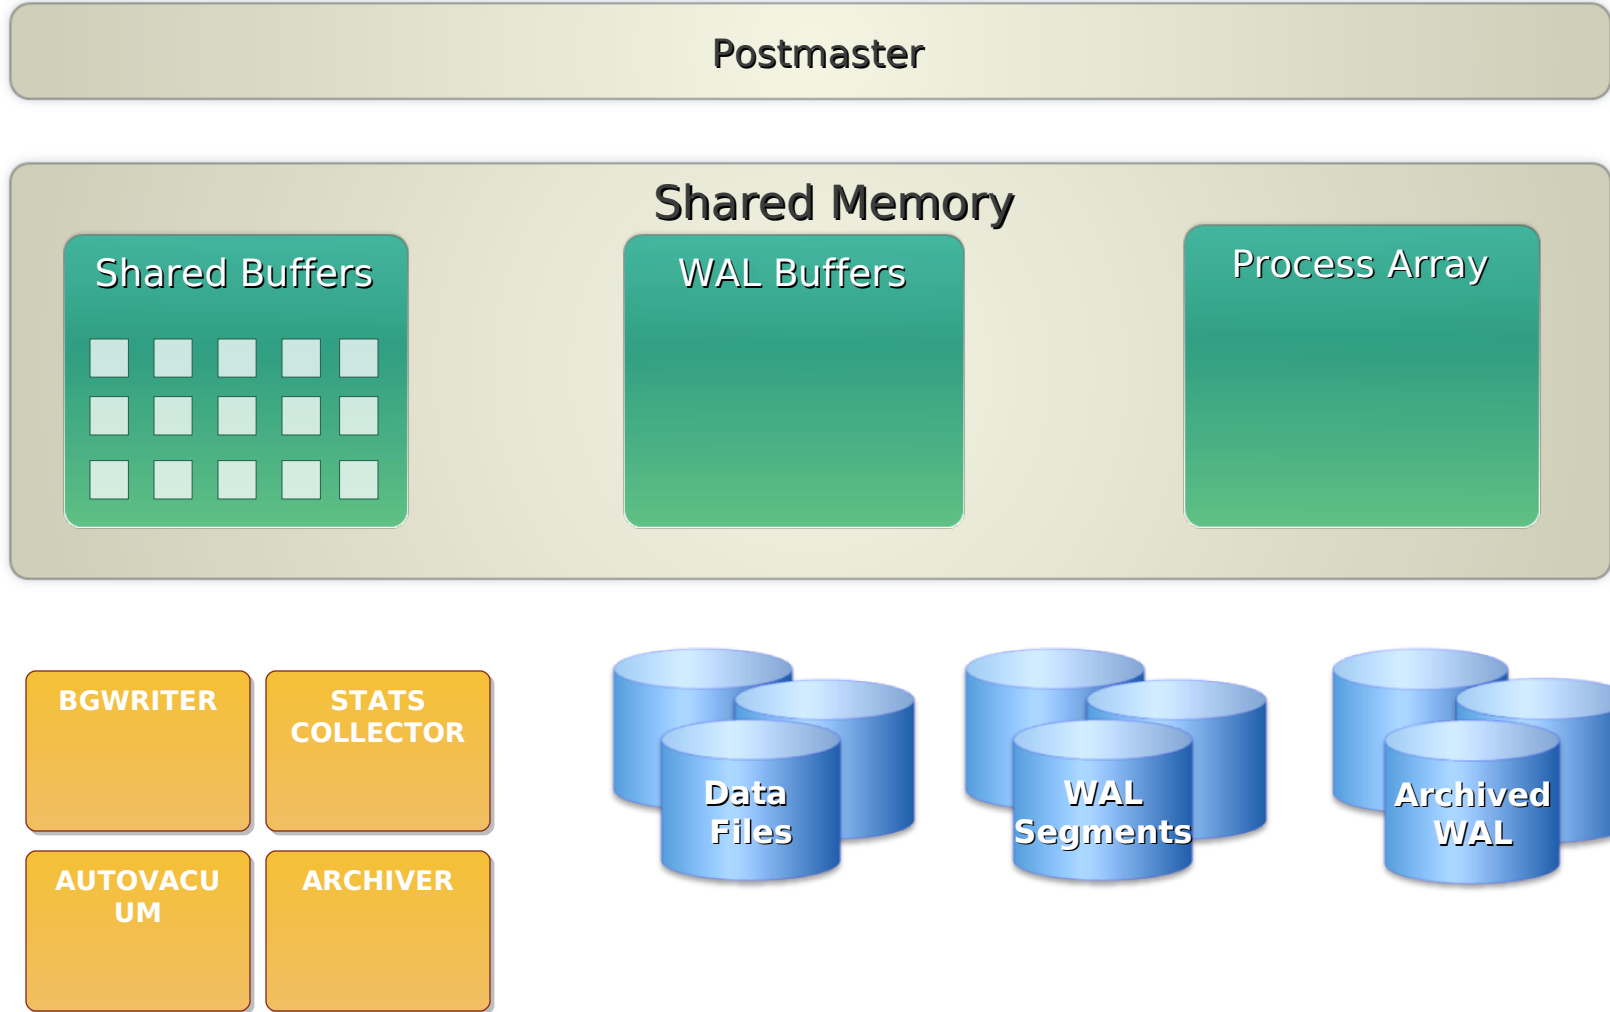 Postmaster
Shared Memory
Shared Buffers
WAL Buffers
Process Array
BGWRITER
STATS
COLLECTOR
AUTOVACU
UM
ARCHIVER
Data
Files
WAL
Segments
Archived
WAL